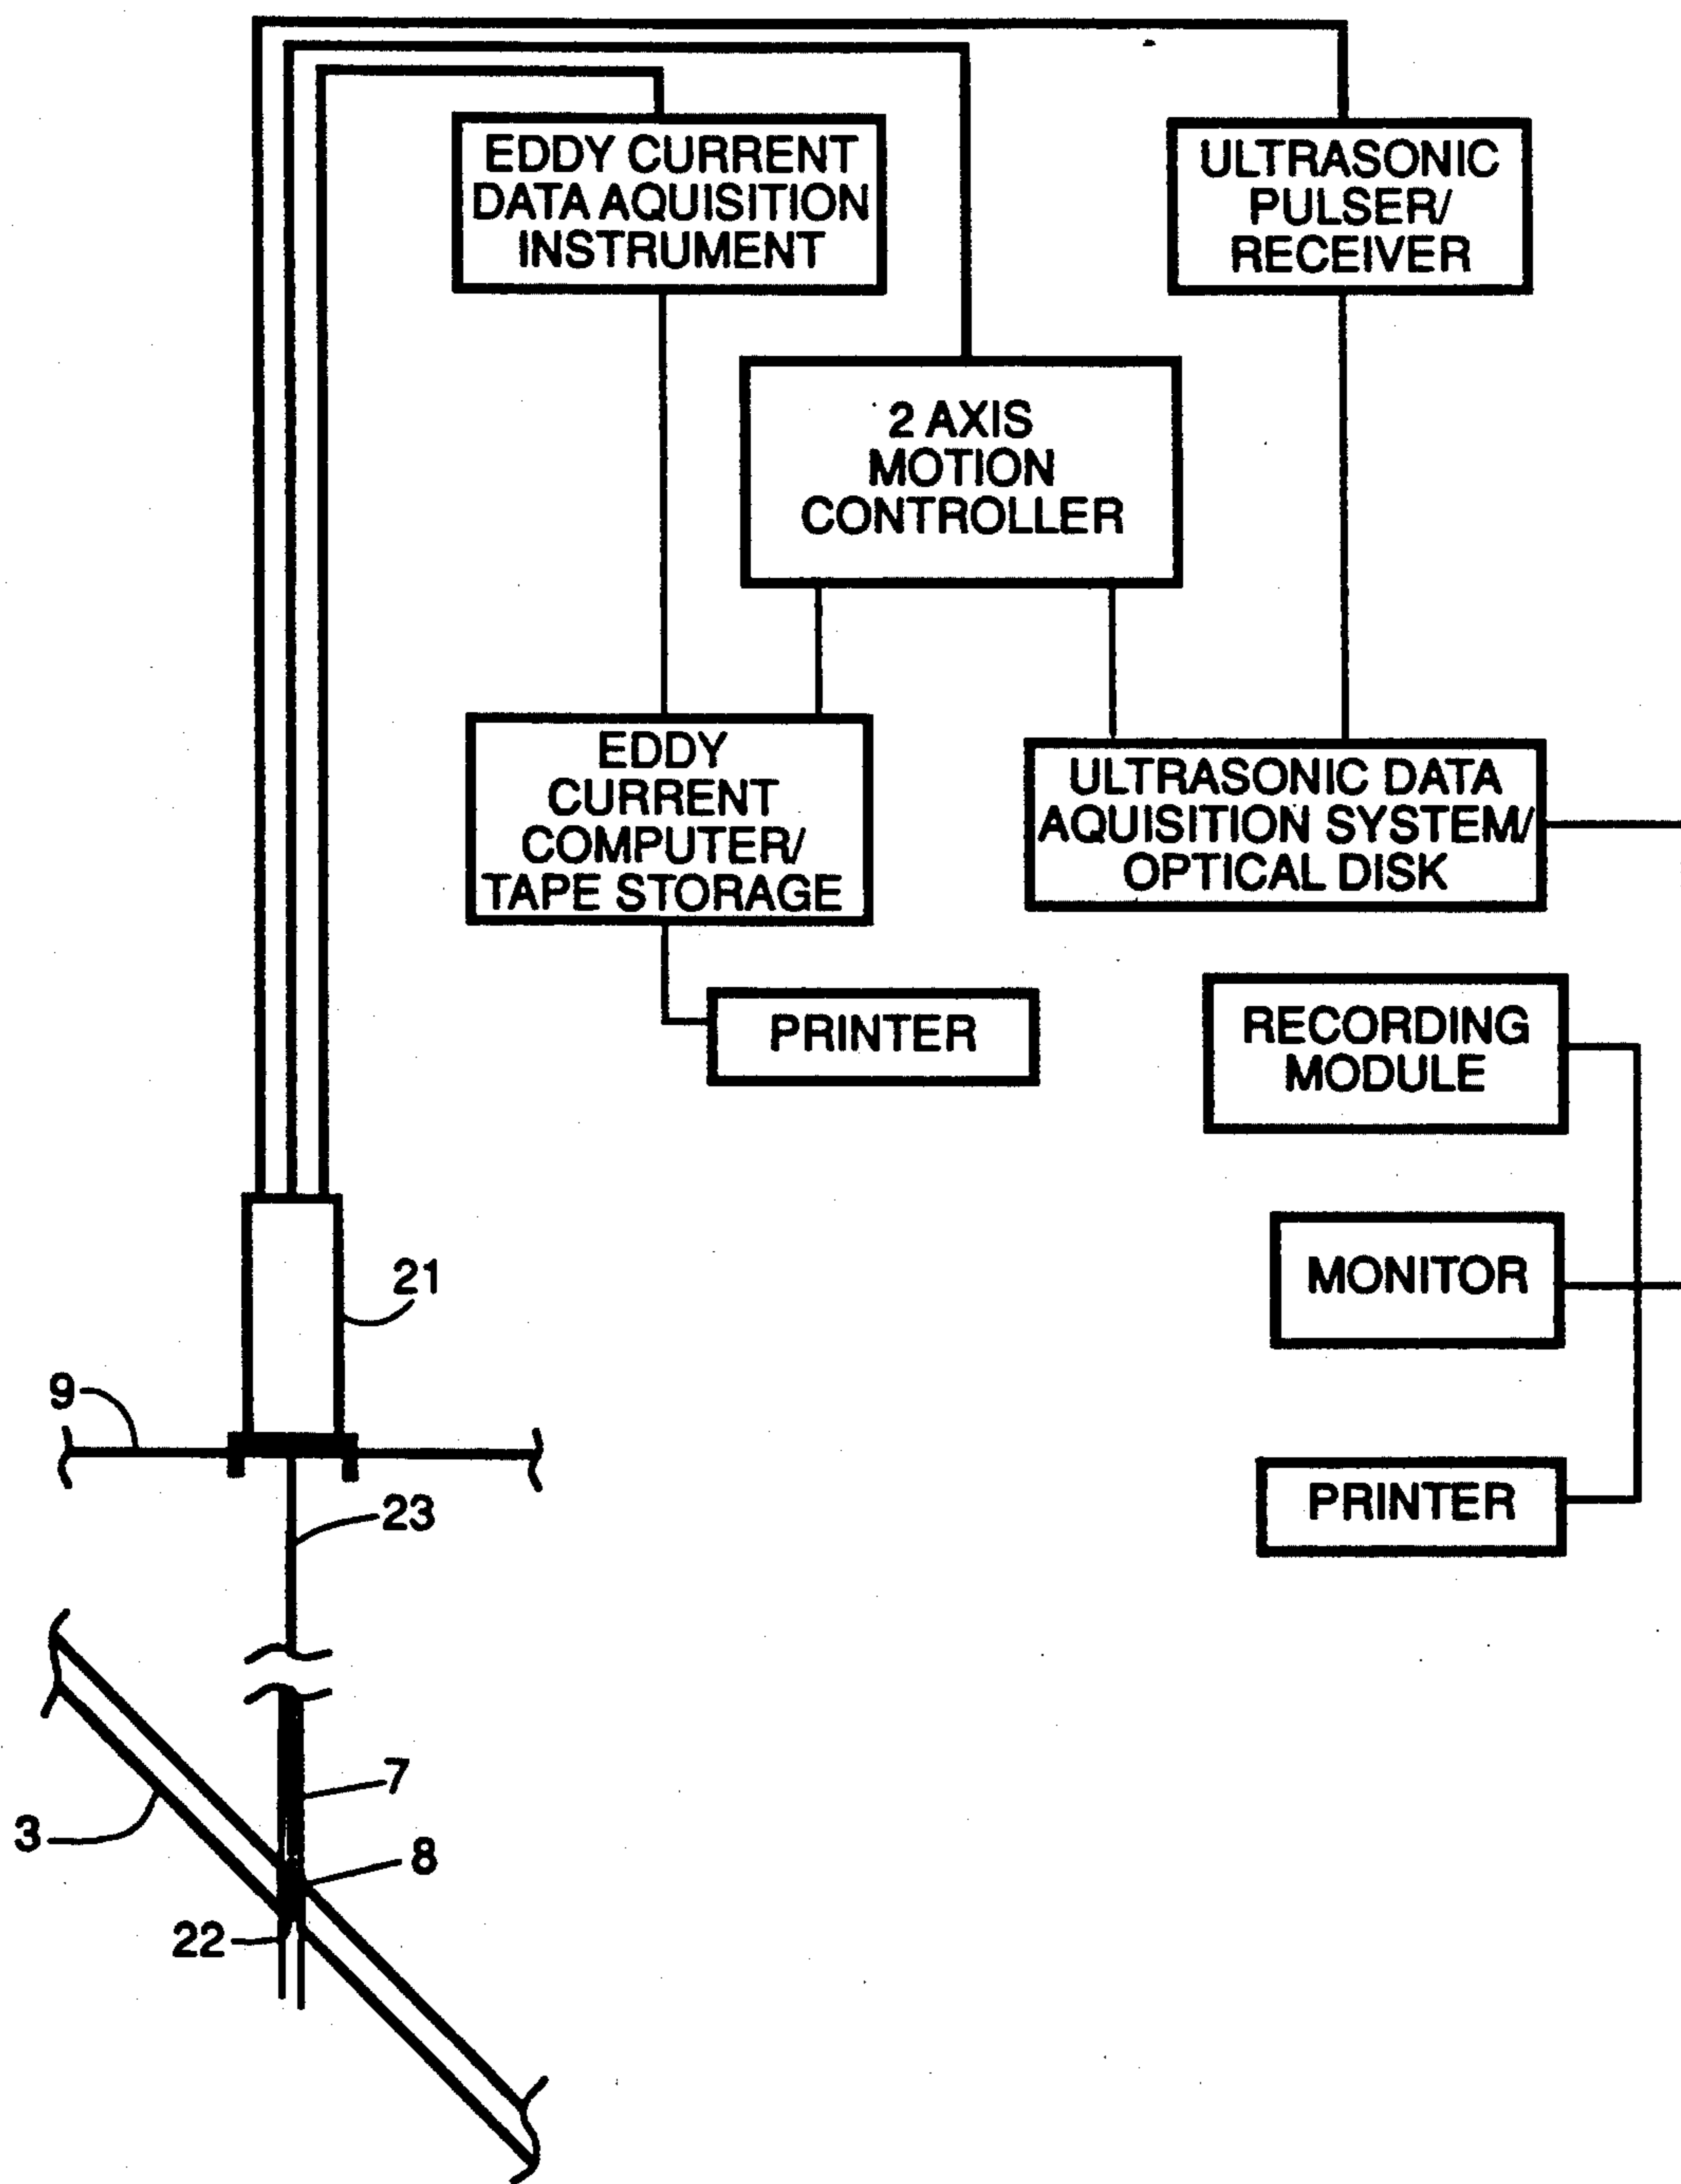 EDDY CURRENT
DATA AQUISITION
INSTRUMENT
ULTRASONIC
PULSER/
RECEIVER
2 AXIS
MOTION
CONTROLLER
EDDY
CURRENT
COMPUTER/
TAPE STORAGE
ULTRASONIC DATA
AQUISITION SYSTEM/
OPTICAL DISK
PRINTER
RECORDING
MODULE
MONITOR
PRINTER
21
9
23
7
3
8
22